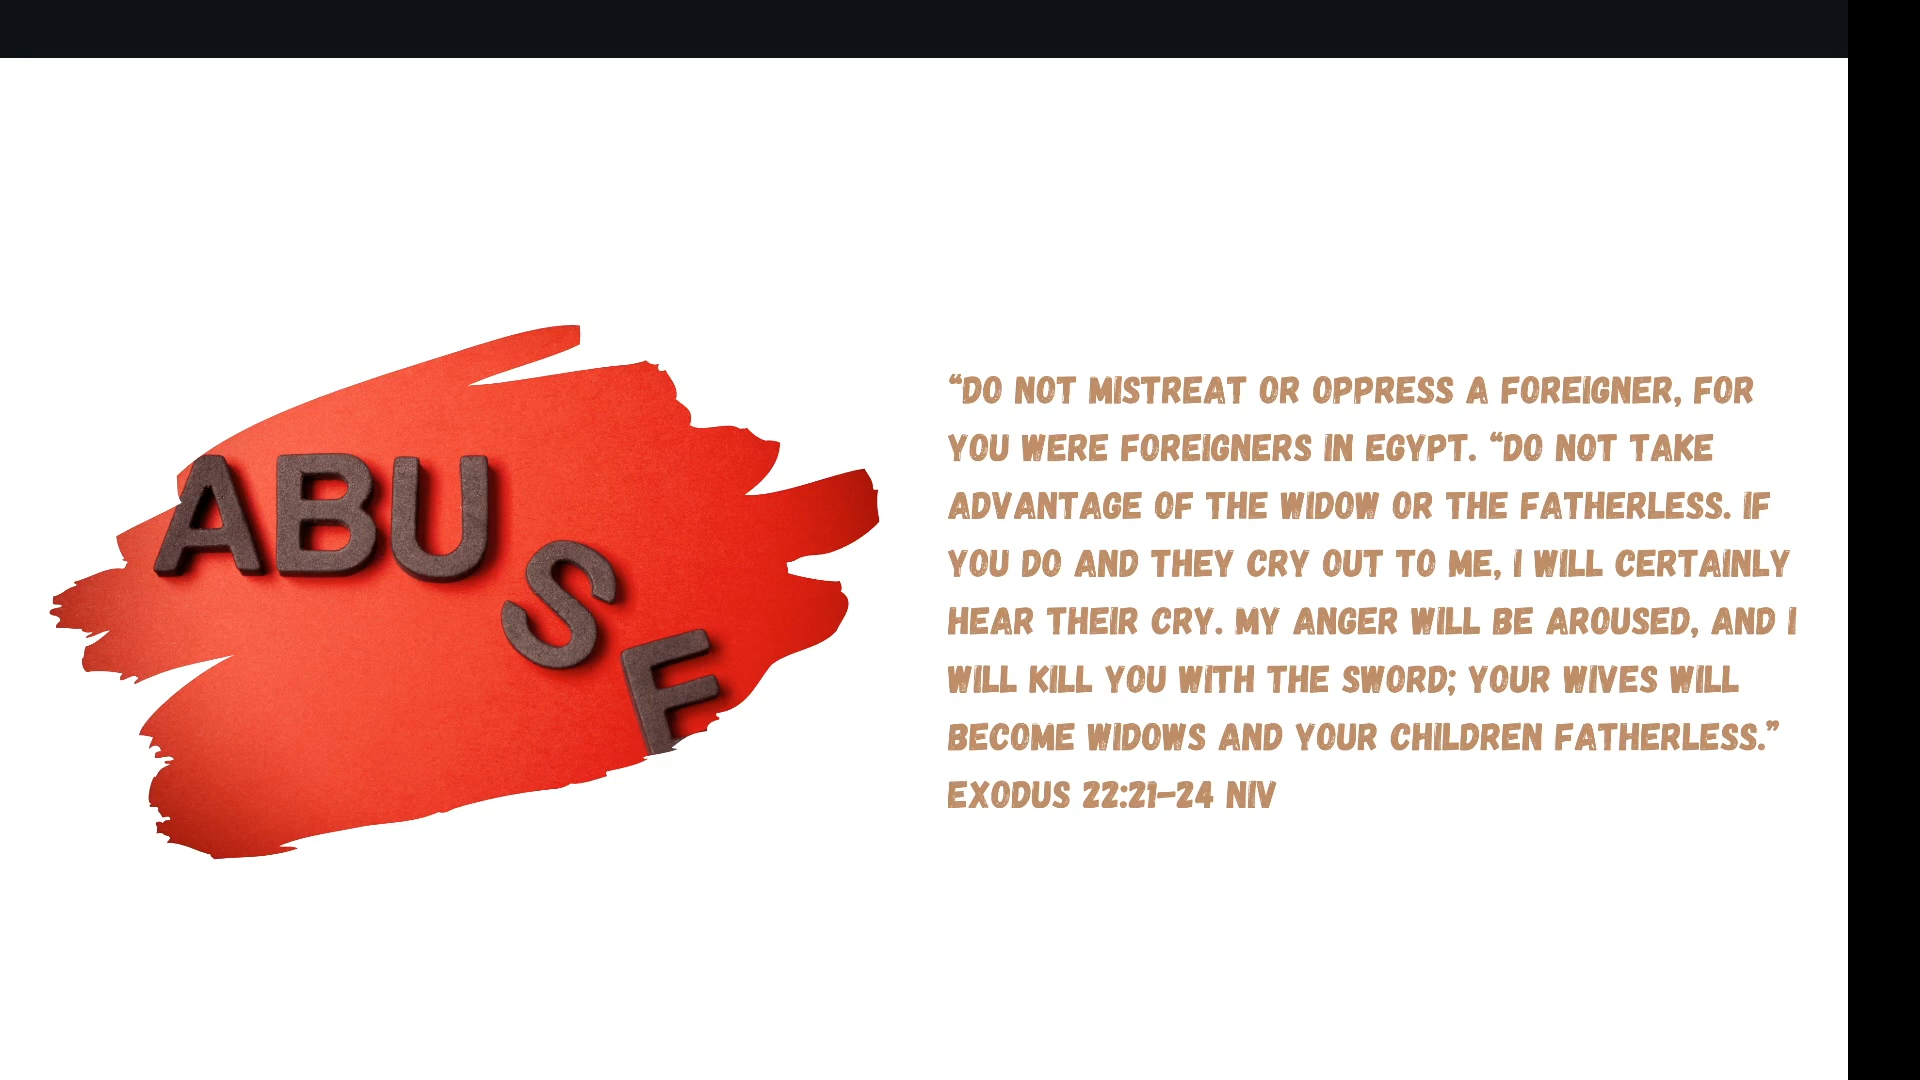 ABUSE
“DO NOT MISTREAT OR OPPRESS A FOREIGNER, FOR
YOU WERE FOREIGNERS IN EGYPT. “DO NOT TAKE
ADVANTAGE OF THE WIDOW OR THE FATHERLESS. IF
YOU DO AND THEY CRY OUT TO ME, I WILL CERTAINLY
HEAR THEIR CRY. MY ANGER WILL BE AROUSED, AND I
WILL KILL YOU WITH THE SWORD; YOUR WIVES WILL
BECOME WIDOWS AND YOUR CHILDREN FATHERLESS.”
EXODUS 22:21–24 NIV